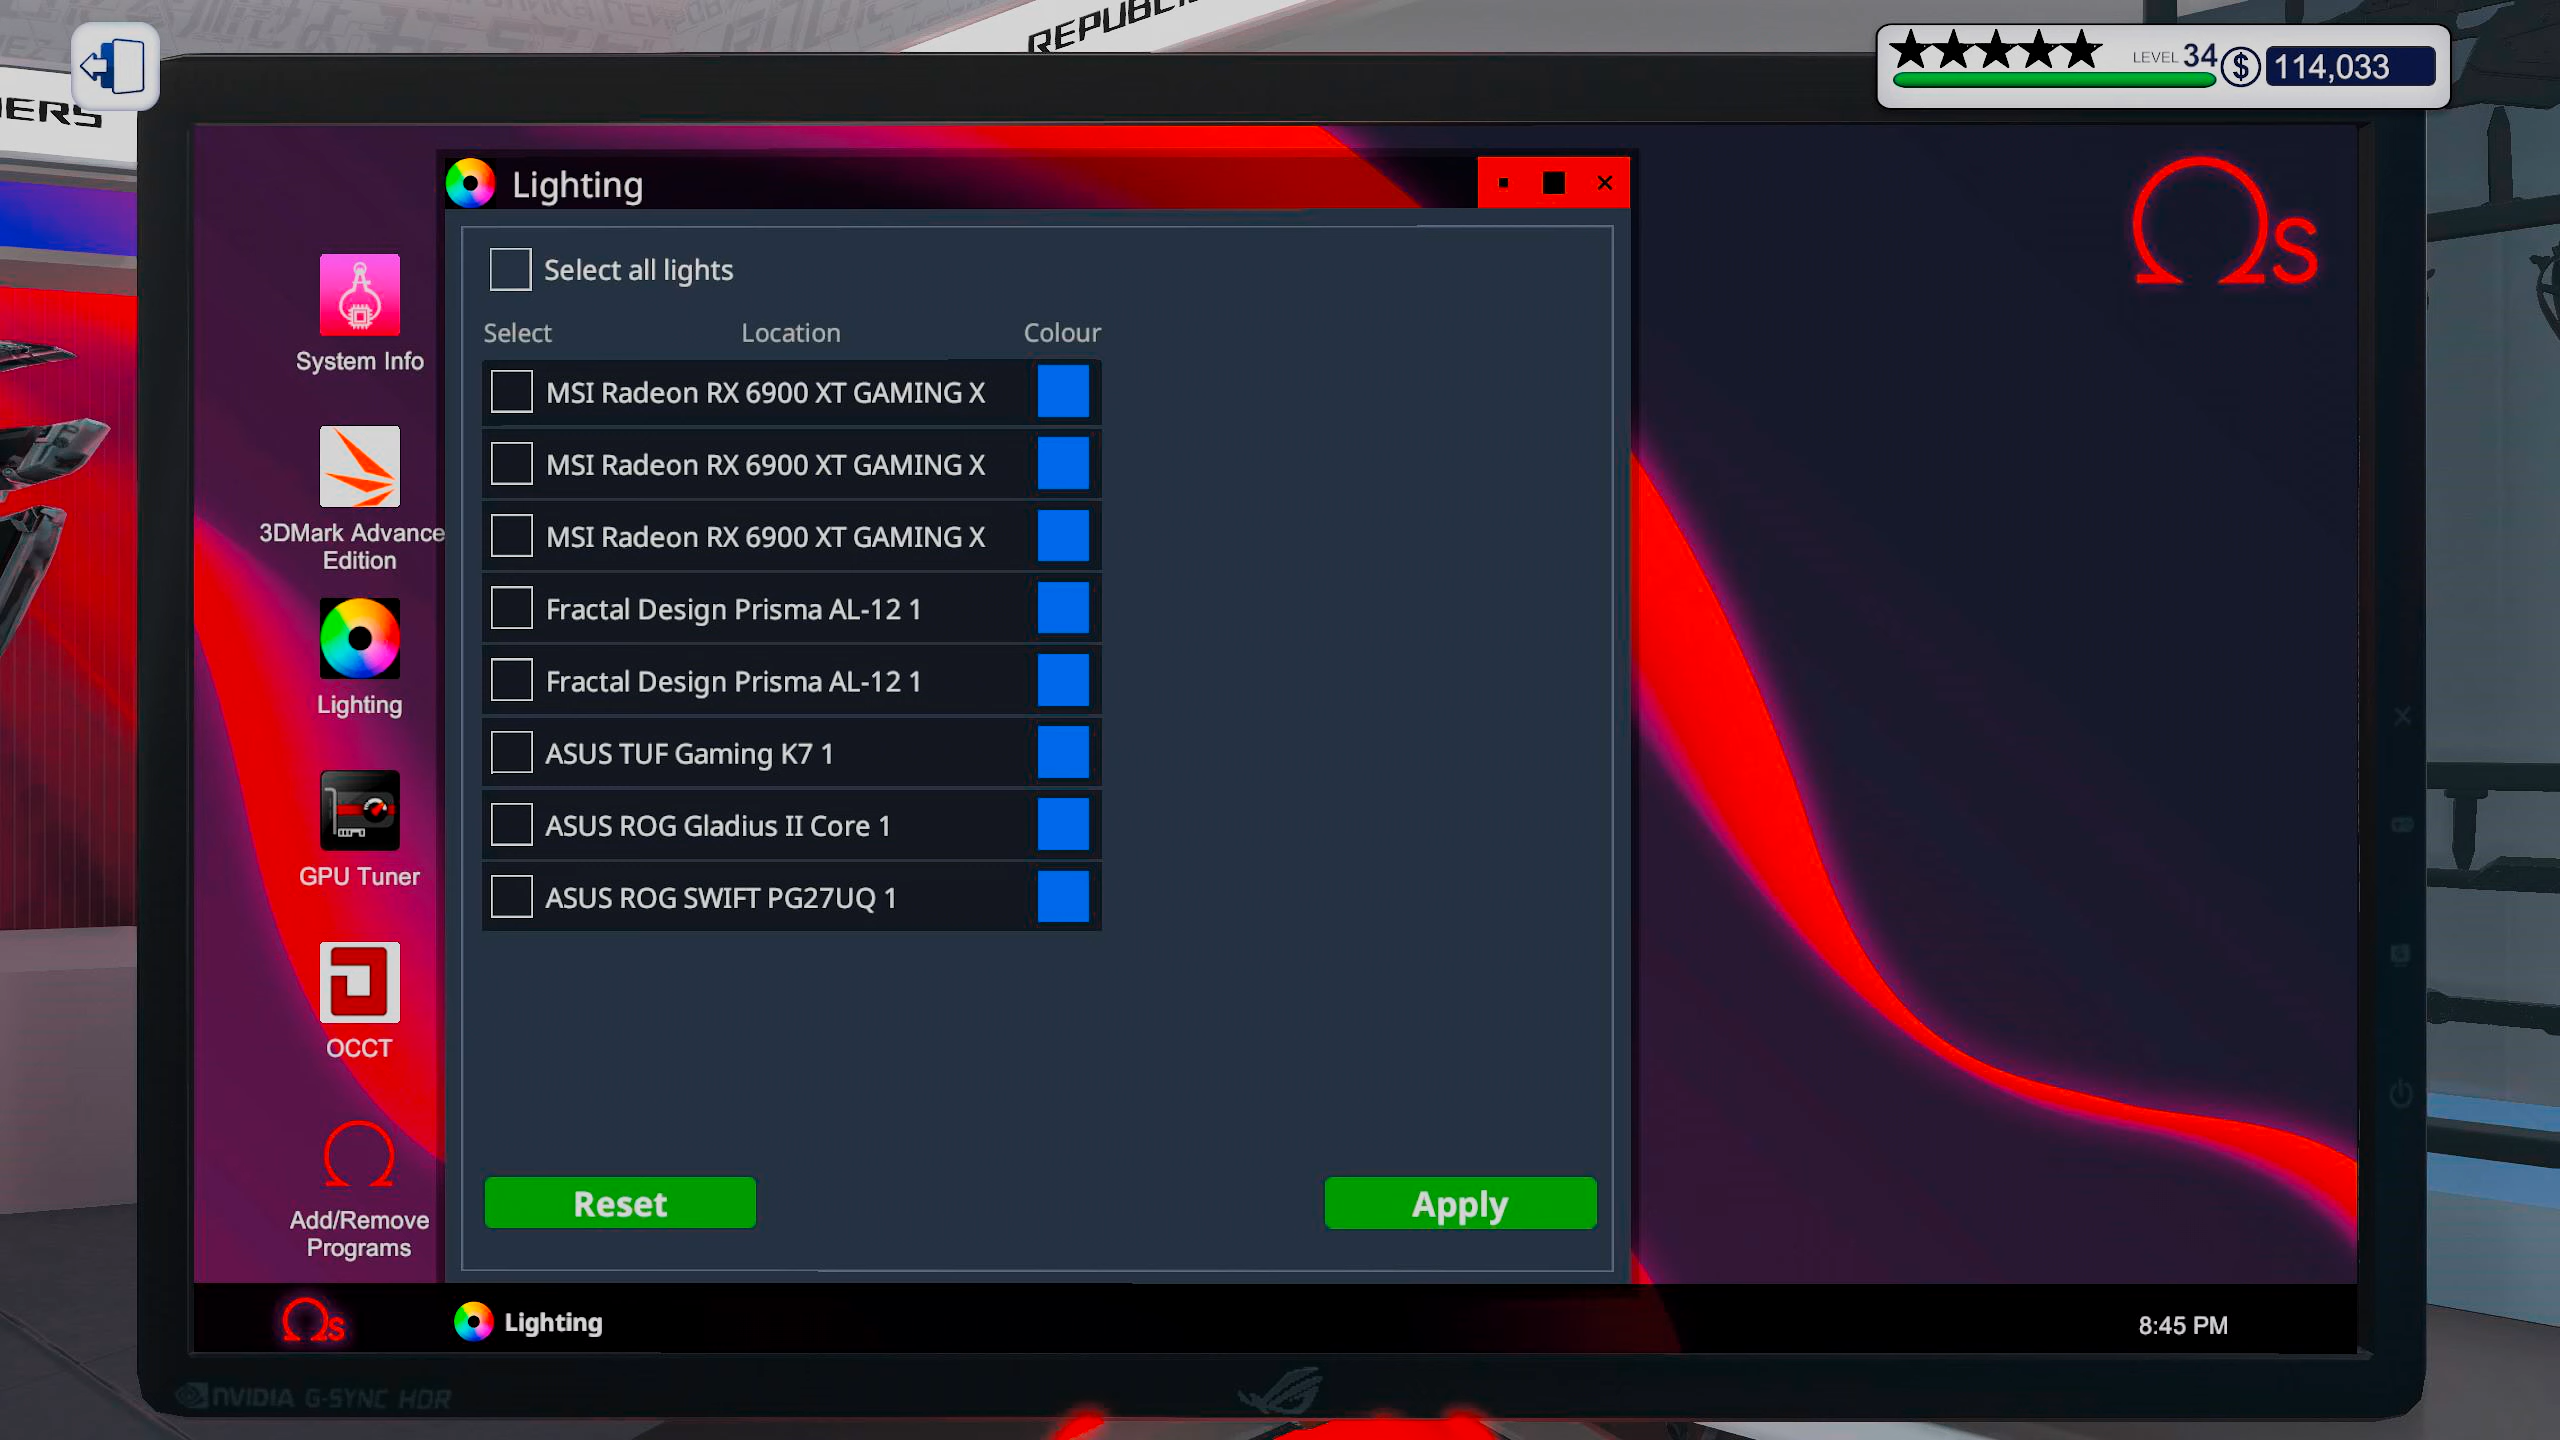 REPUBLIC
LEVEL 34
$ 114,033
ERS
Lighting
Select all lights
Select Location Colour
MSI Radeon RX 6900 XT GAMING X
MSI Radeon RX 6900 XT GAMING X
MSI Radeon RX 6900 XT GAMING X
Fractal Design Prisma AL-12 1
Fractal Design Prisma AL-12 1
ASUS TUF Gaming K7 1
ASUS ROG Gladius II Core 1
ASUS ROG SWIFT PG27UQ 1
Reset
Apply
System Info
3DMark Advance
Edition
Lighting
GPU Tuner
OCCT
Add/Remove
Programs
Ωs
Ωs
Lighting
8:45 PM
NVIDIA G-SYNC HDR